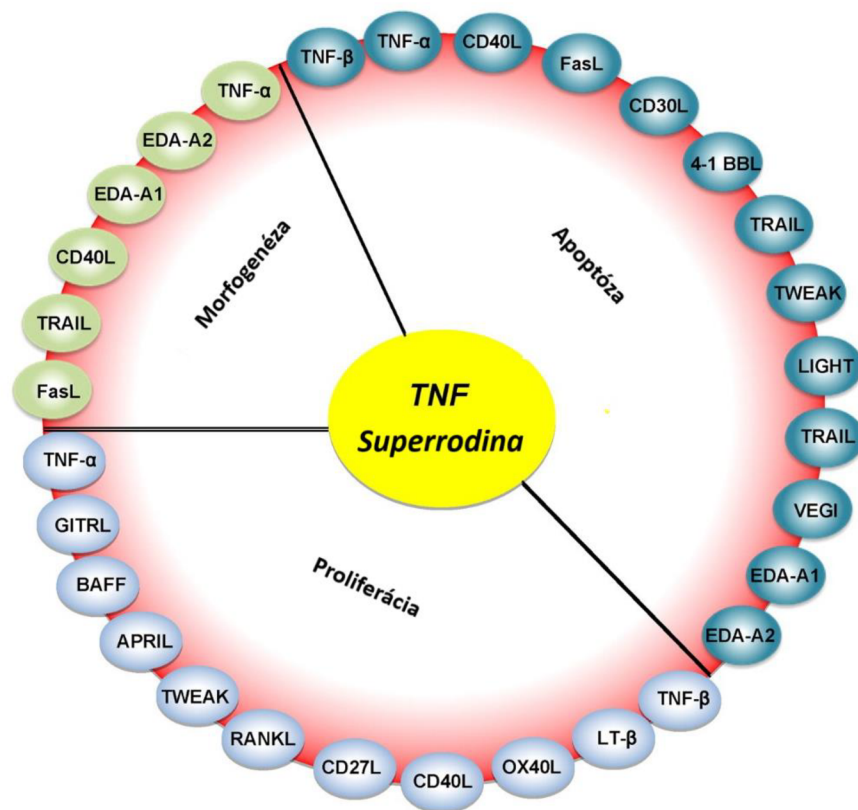 TNF-β
TNF-α
CD40L
FasL
CD30L
4-1 BBL
TRAIL
TWEAK
LIGHT
TRAIL
VEGI
EDA-A1
EDA-A2
TNF-α
EDA-A2
EDA-A1
CD40L
TRAIL
FasL
Morfogenéza
Apoptóza
TNF
Superrodina
Proliferácia
TNF-α
GITRL
BAFF
APRIL
TWEAK
RANKL
CD27L
CD40L
OX40L
LT-β
TNF-β